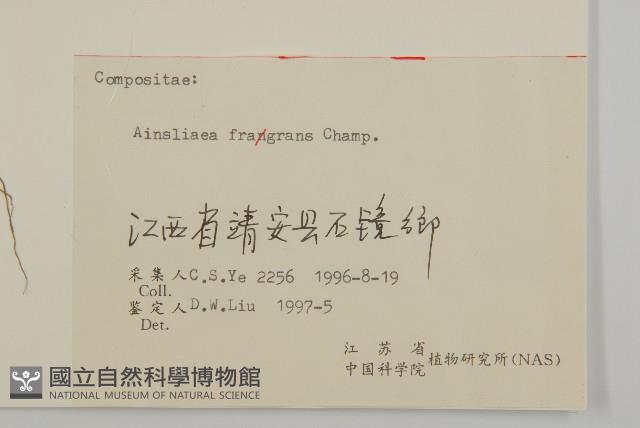 Compositae:
Ainsliaea frangrans Champ.
江西省靖安县石镜鄉
采集人C.S.Ye 2256 1996-8-19
Coll.
鉴定人D.W.Liu 1997-5
Det.
江苏省
中国科学院 植物研究所(NAS)
國立自然科學博物館
NATIONAL MUSEUM OF NATURAL SCIENCE